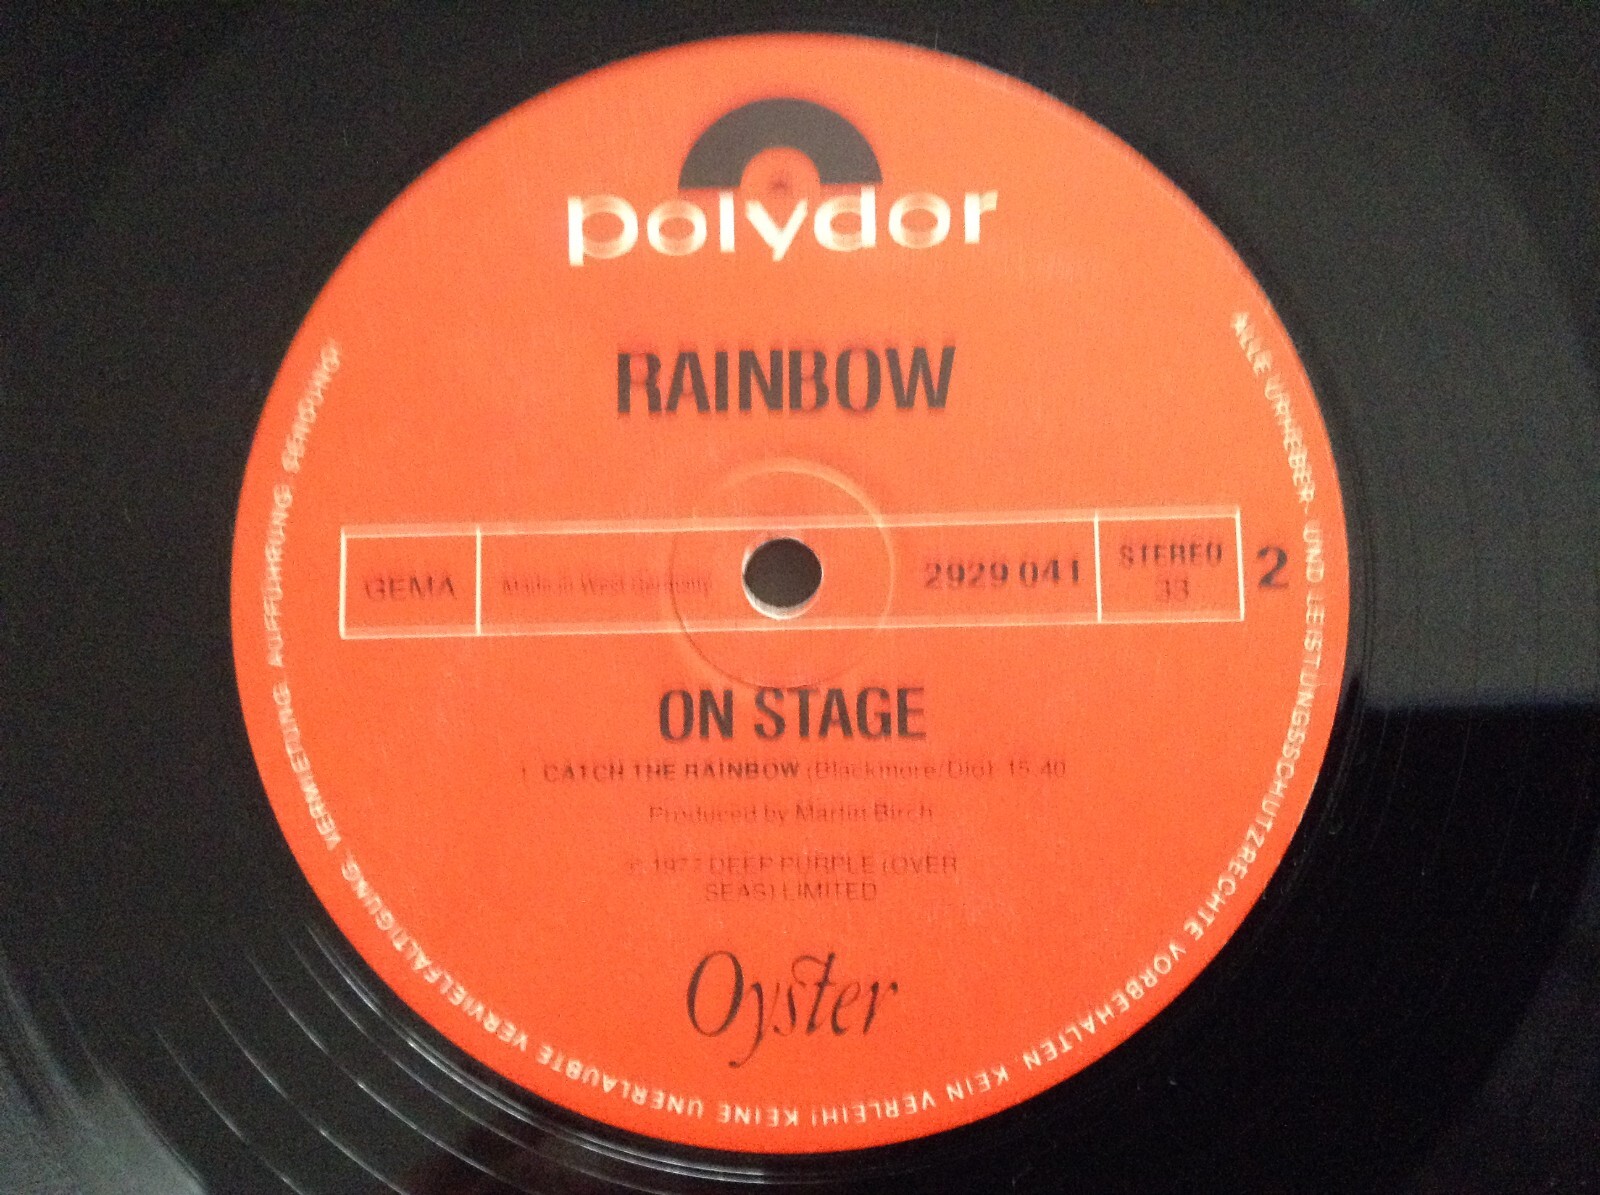 polydor
RAINBOW
GEMA
Made in West Germany
2929 041
STEREO
33
2
ON STAGE
1. CATCH THE RAINBOW (Blackmore/Dio) 15:40
Produced by Martin Birch
℗ 1977 DEEP PURPLE (OVER
SEAS) LIMITED
Oyster
ALLE URHEBER- UND LEISTUNGSSCHUTZRECHTE VORBEHALTEN. KEIN VERLEIH! KEINE UNERLAUBTE VERVIELFÄLTIGUNG, VERMIETUNG, AUFFÜHRUNG, SENDUNG!